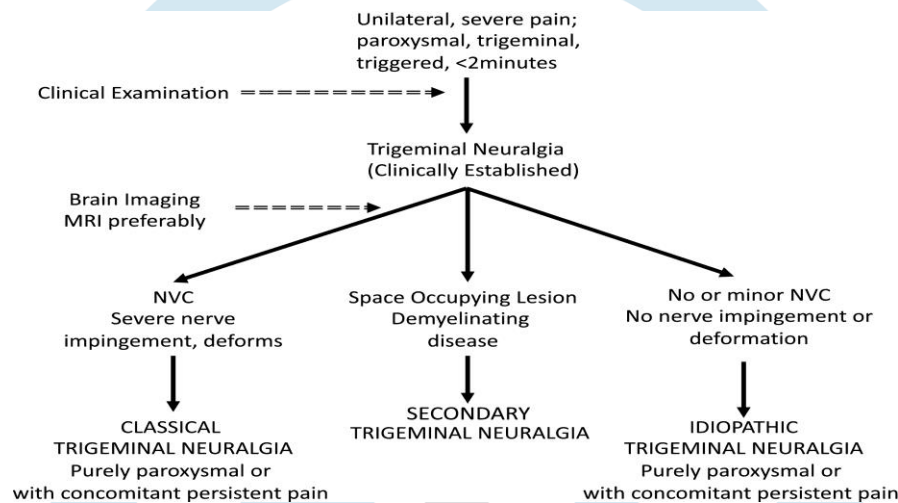 Unilateral, severe pain;
paroxysmal, trigeminal,
triggered, <2minutes
Clinical Examination
Trigeminal Neuralgia
(Clinically Established)
Brain Imaging
MRI preferably
NVC
Severe nerve
impingement, deforms
Space Occupying Lesion
Demyelinating
disease
No or minor NVC
No nerve impingement or
deformation
CLASSICAL
TRIGEMINAL NEURALGIA
Purely paroxysmal or
with concomitant persistent pain
SECONDARY
TRIGEMINAL NEURALGIA
IDIOPATHIC
TRIGEMINAL NEURALGIA
Purely paroxysmal or
with concomitant persistent pain